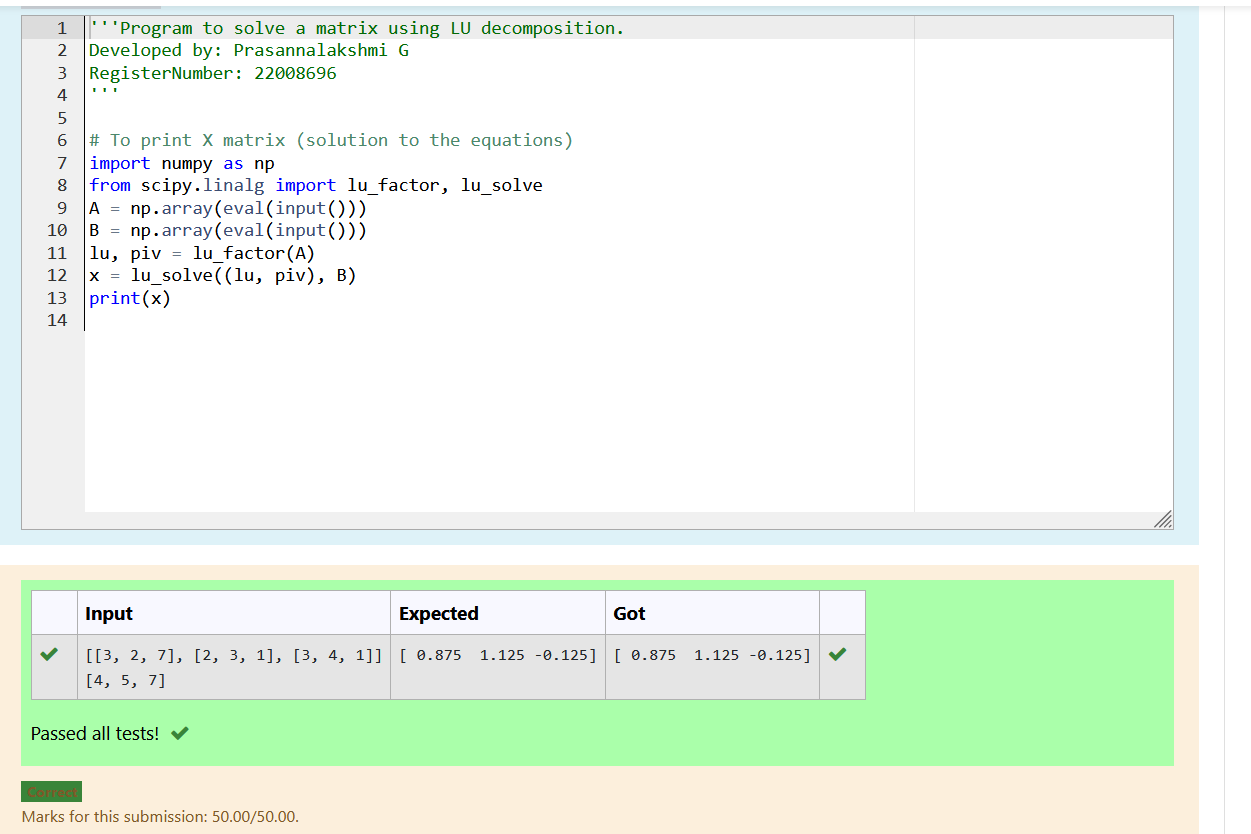 1 '''Program to solve a matrix using LU decomposition.
2 Developed by: Prasannalakshmi G
3 RegisterNumber: 22008696
4 '''
5
6 # To print X matrix (solution to the equations)
7 import numpy as np
8 from scipy.linalg import lu_factor, lu_solve
9 A = np.array(eval(input()))
10 B = np.array(eval(input()))
11 lu, piv = lu_factor(A)
12 x = lu_solve((lu, piv), B)
13 print(x)
14
Input Expected Got
[[3, 2, 7], [2, 3, 1], [3, 4, 1]] [ 0.875  1.125 -0.125] [ 0.875  1.125 -0.125]
[4, 5, 7]
Passed all tests!
Correct
Marks for this submission: 50.00/50.00.